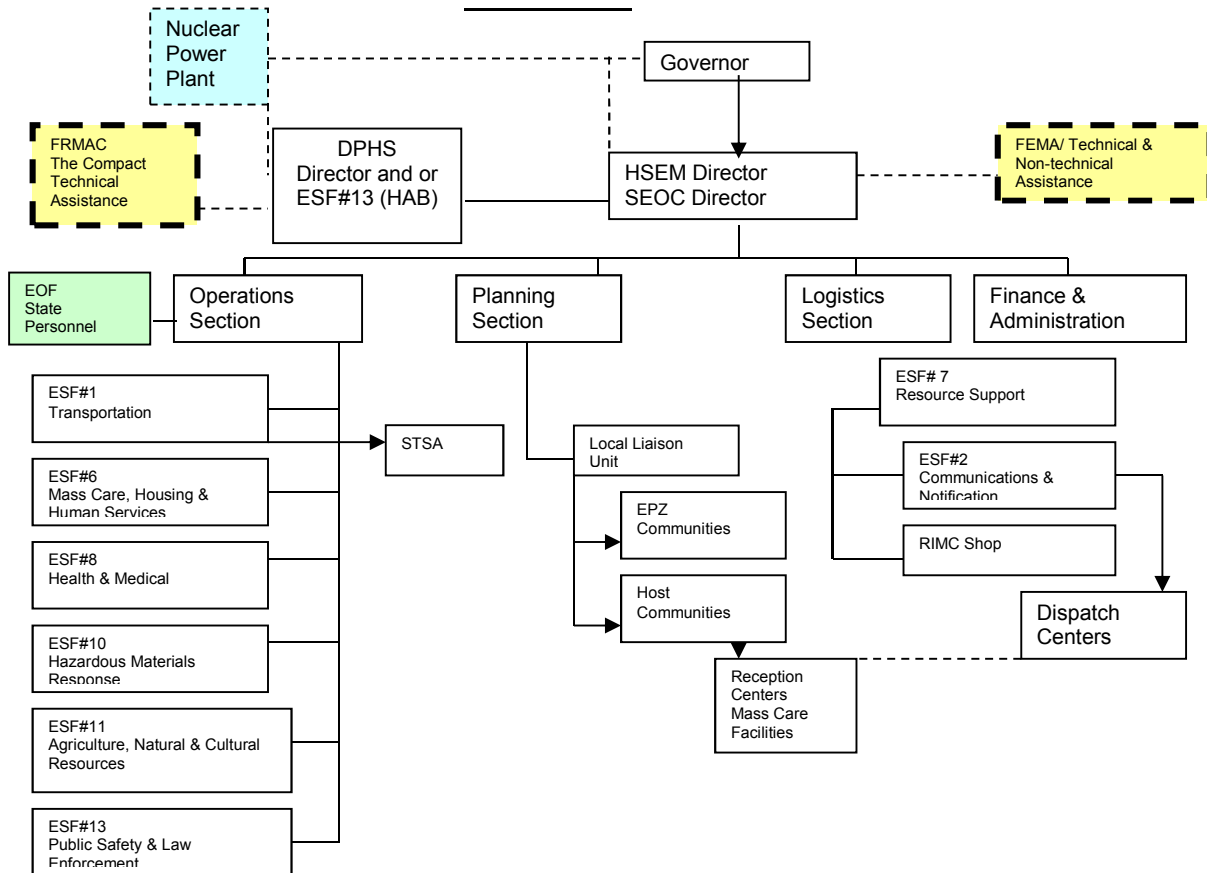 Nuclear
Power
Plant
Governor
FRMAC
The Compact
Technical
Assistance
DPHS
Director and or
ESF#13 (HAB)
HSEM Director
SEOC Director
FEMA/ Technical &
Non-technical
Assistance
EOF
State
Personnel
Operations
Section
Planning
Section
Logistics
Section
Finance &
Administration
ESF#1
Transportation
STSA
Local Liaison
Unit
ESF# 7
Resource Support
ESF#6
Mass Care, Housing &
Human Services
EPZ
Communities
ESF#2
Communications &
Notification
ESF#8
Health & Medical
Host
Communities
RIMC Shop
Dispatch
Centers
ESF#10
Hazardous Materials
Response
Reception
Centers
Mass Care
Facilities
ESF#11
Agriculture, Natural & Cultural
Resources
ESF#13
Public Safety & Law
Enforcement